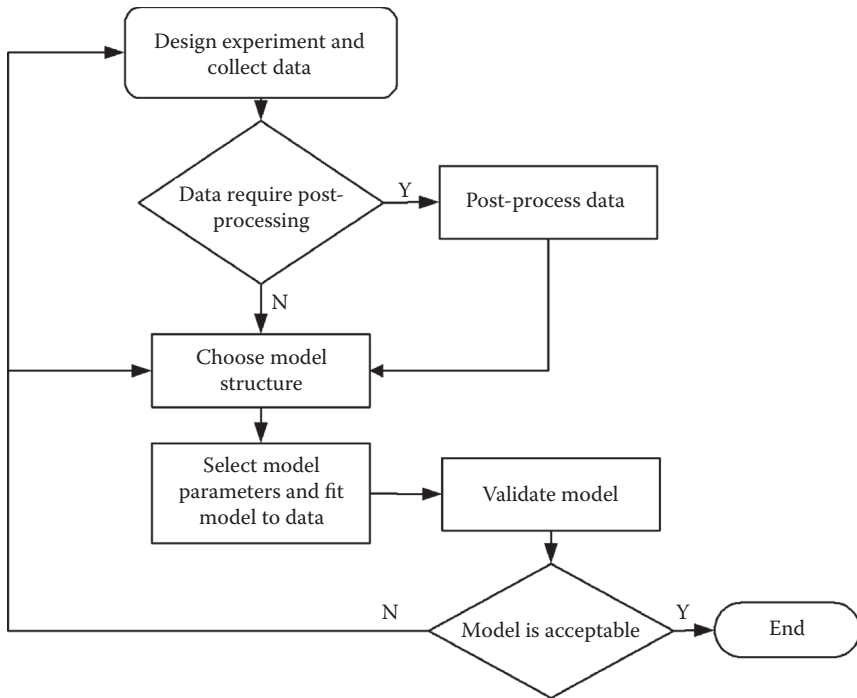 Design experiment and
collect data
Data require post-
processing
Y
Post-process data
N
Choose model
structure
Select model
parameters and fit
model to data
Validate model
N
Model is acceptable
Y
End